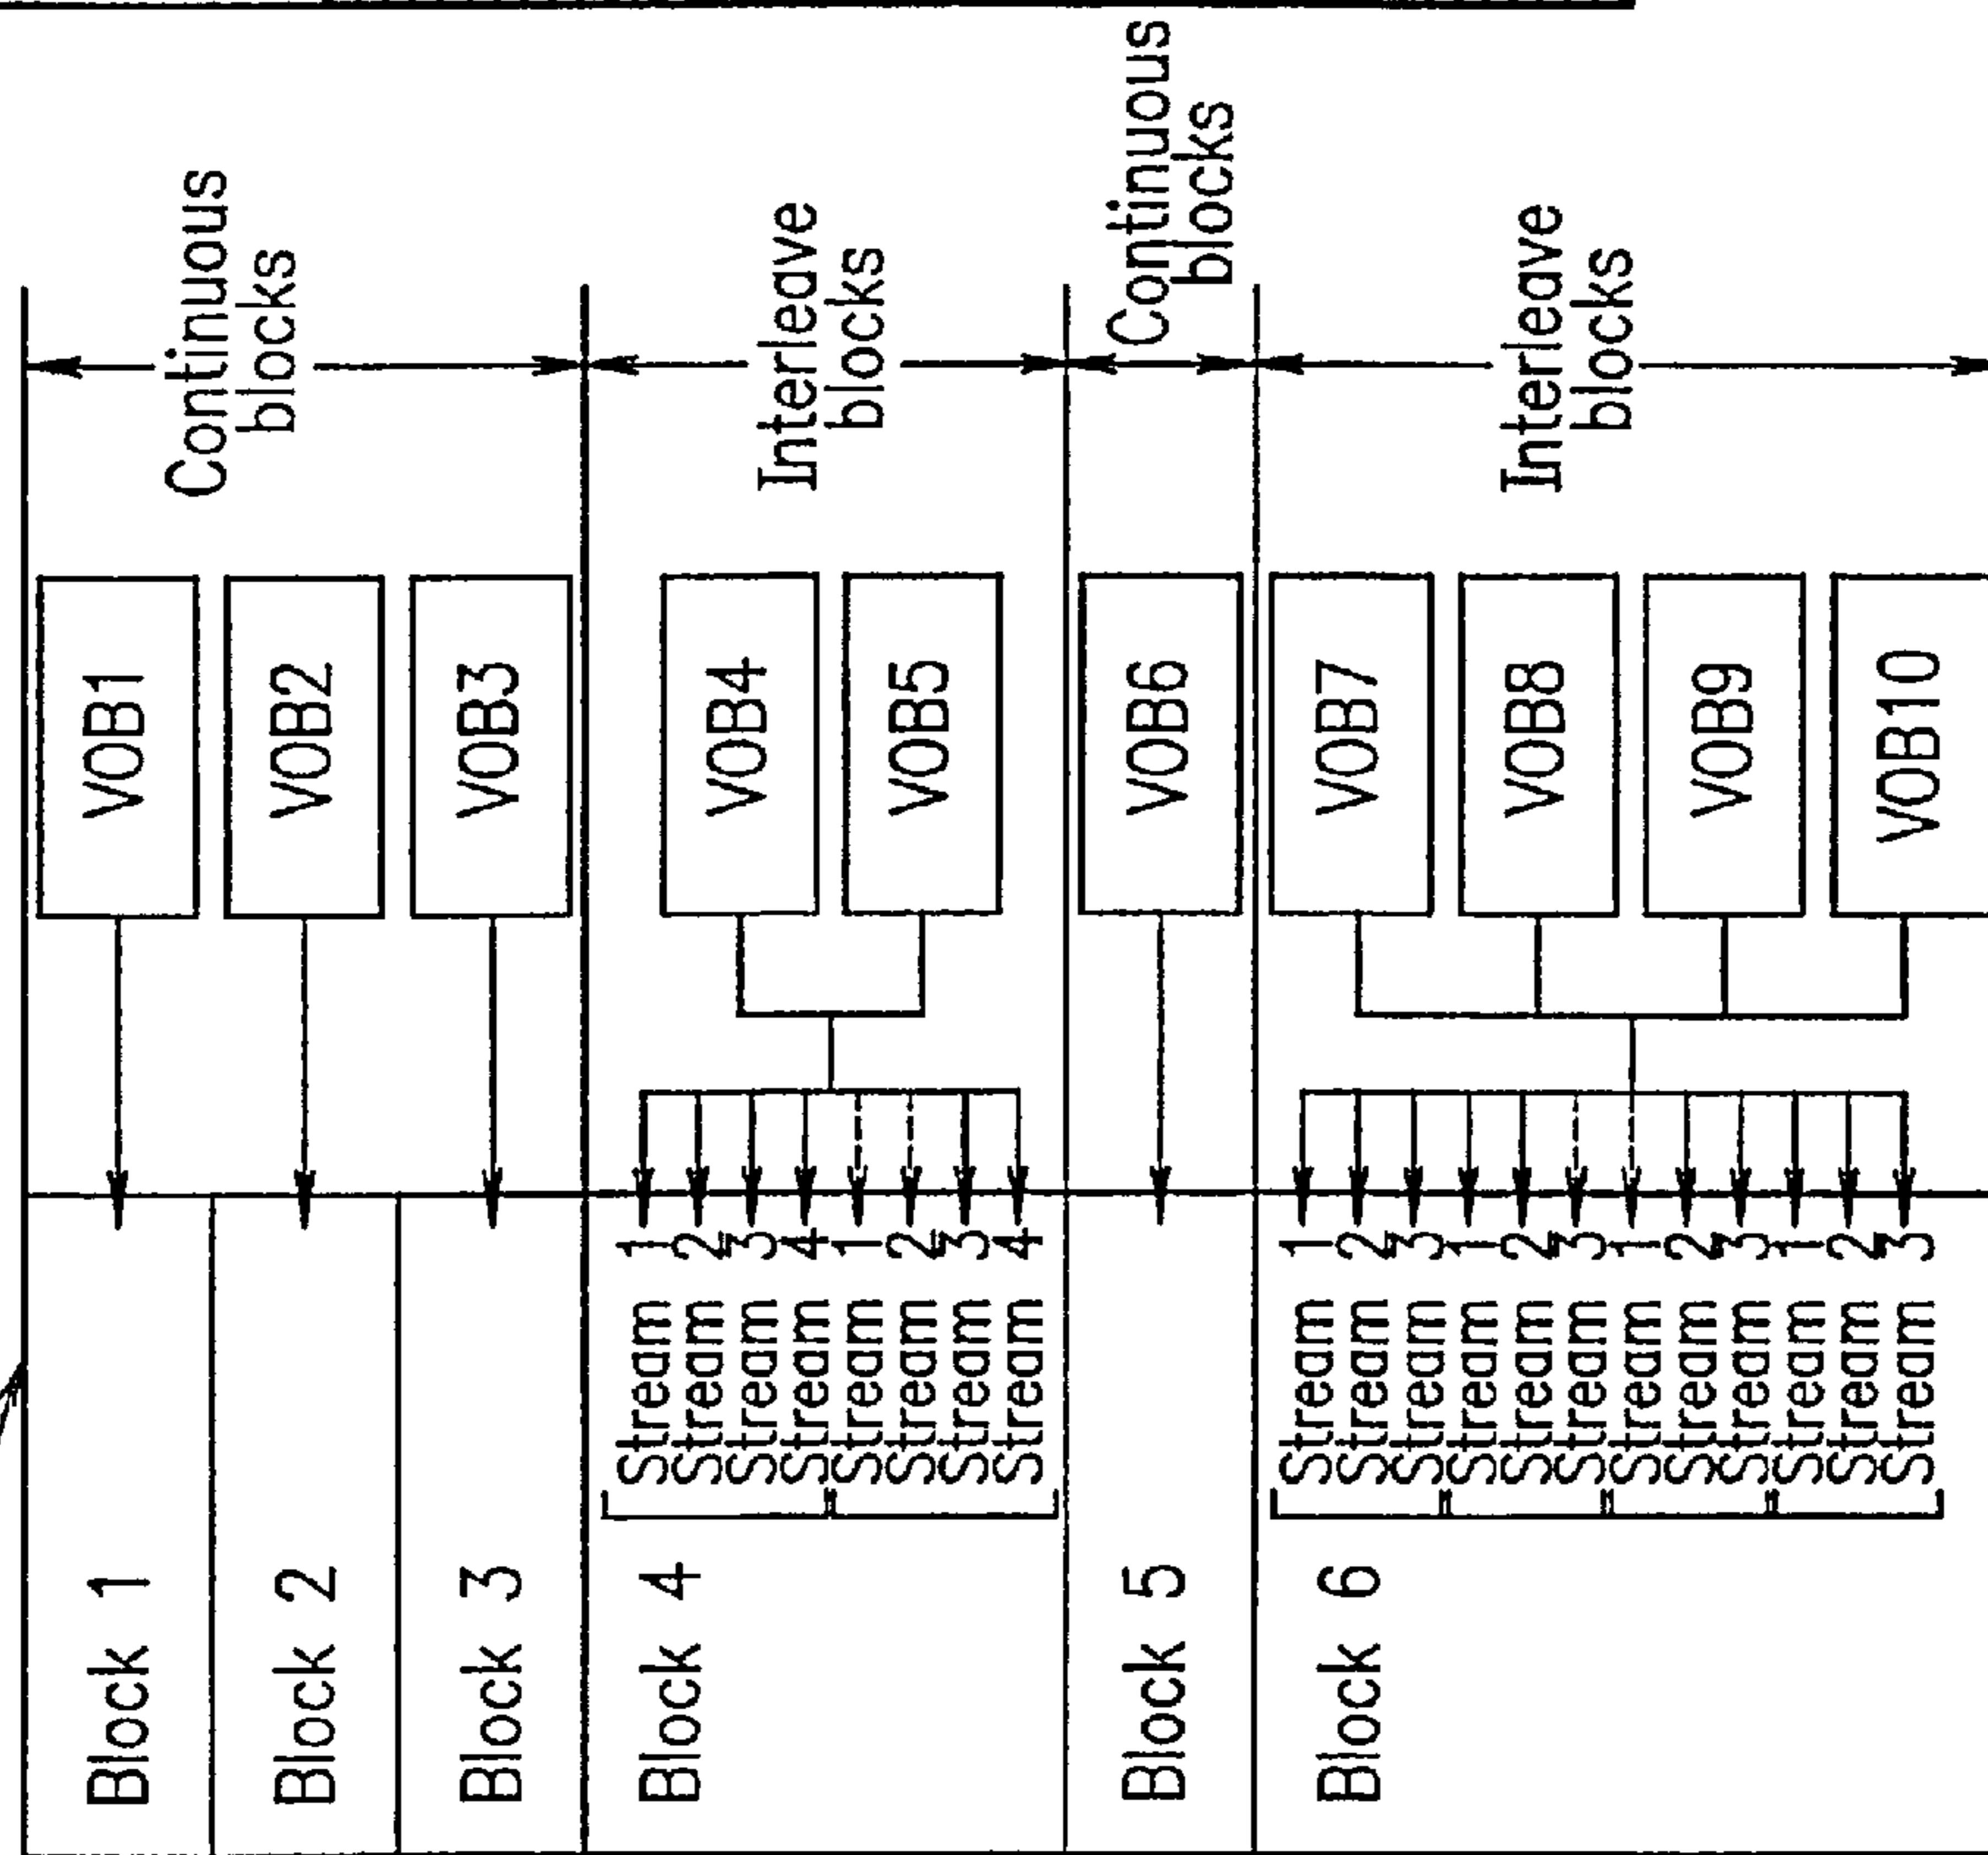 Block 1
VOB1
Continuous
blocks
Block 2
VOB2
Block 3
VOB3
Block 4
Stream 1
Stream 2
Stream 3
Stream 4
Stream 1
Stream 2
Stream 3
Stream 4
VOB4
VOB5
Interleave
blocks
Block 5
VOB6
Continuous
blocks
Block 6
Stream 1
Stream 2
Stream 3
Stream 1
Stream 2
Stream 3
Stream 1
Stream 2
Stream 3
Stream 1
Stream 2
Stream 3
VOB7
VOB8
VOB9
VOB10
Interleave
blocks